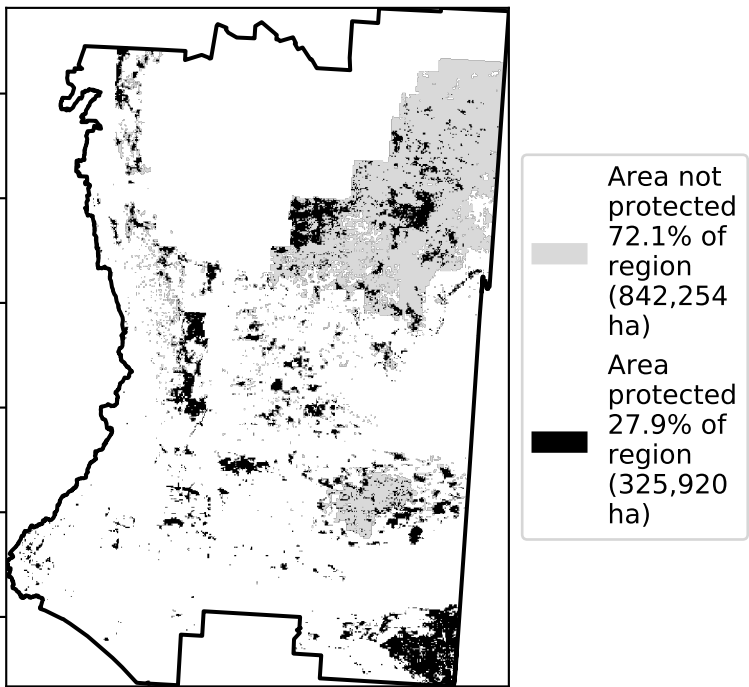 Area not
protected
72.1% of
region
(842,254
ha)
Area
protected
27.9% of
region
(325,920
ha)